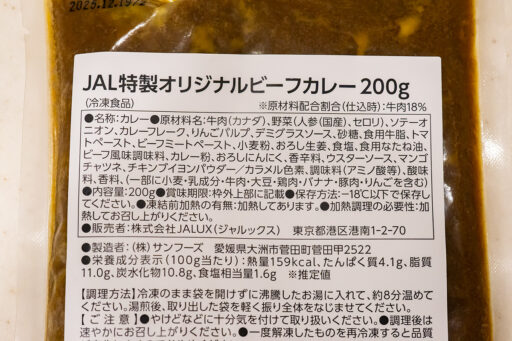 JAL特製オリジナルビーフカレー 200g
(冷凍食品) ※原材料配合割合(仕込時):牛肉18%
●名称:カレー●原材料名:牛肉(カナダ)、野菜(人参(国産)、セロリ)、ソテーオ
ニオン、カレーフレーク、りんごパルプ、デミグラスソース、砂糖、食用牛脂、トマ
トペースト、ビーフミートペースト、小麦粉、おろし生姜、食塩、食用なたね油、
ビーフ風味調味料、カレー粉、おろしにんにく、香辛料、ウスターソース、マンゴ
チャツネ、チキンブイヨンパウダー/カラメル色素、調味料(アミノ酸等)、酸味
料、香料、(一部に小麦・乳成分・牛肉・大豆・鶏肉・バナナ・豚肉・りんごを含む)
●内容量:200g●賞味期限:枠外上部に記載●保存方法:-18℃以下で保存し
てください。●凍結前加熱の有無:加熱してあります。●加熱調理の必要性:加
熱してお召し上がりください。
●販売者:株式会社JALUX(ジャルックス) 東京都港区港南1-2-70
●製造者:(株)サンフーズ 愛媛県大洲市菅田町菅田甲2522
●栄養成分表示(100g当たり):熱量159kcal、たんぱく質4.1g、脂質
11.0g、炭水化物10.8g、食塩相当量1.6g ※推定値
【調理方法】冷凍のまま袋を開けずに沸騰したお湯に入れて、約8分温めて
ください。湯煎後、取り出した袋を軽く振り全体をなじませてください。
【ご注意】●やけどなどに十分気を付けて取り扱いください。●調理後は
速やかにお召し上がりください。●一度解凍したものを再冷凍すると品質